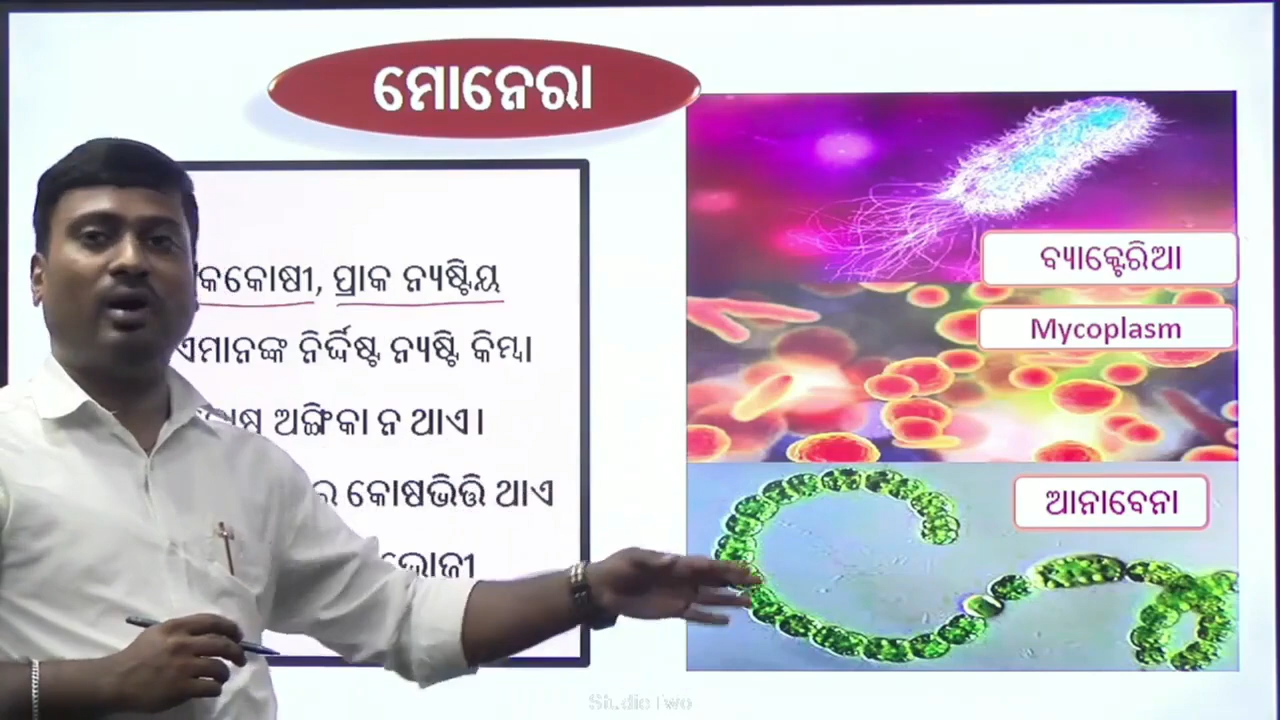 ମୋନେରା
ପ୍ରାକ ନ୍ୟଷ୍ଟିୟ
ଏମାନଙ୍କ ନିର୍ଦ୍ଦିଷ୍ଟ ନ୍ୟଷ୍ଟି କିମ୍ବା
ଅଙ୍ଗିକା ନ ଥାଏ ।
କୋଷଭିତ୍ତି ଥାଏ
ବ୍ୟାକ୍ଟେରିଆ
Mycoplasm
ଆନାବେନା